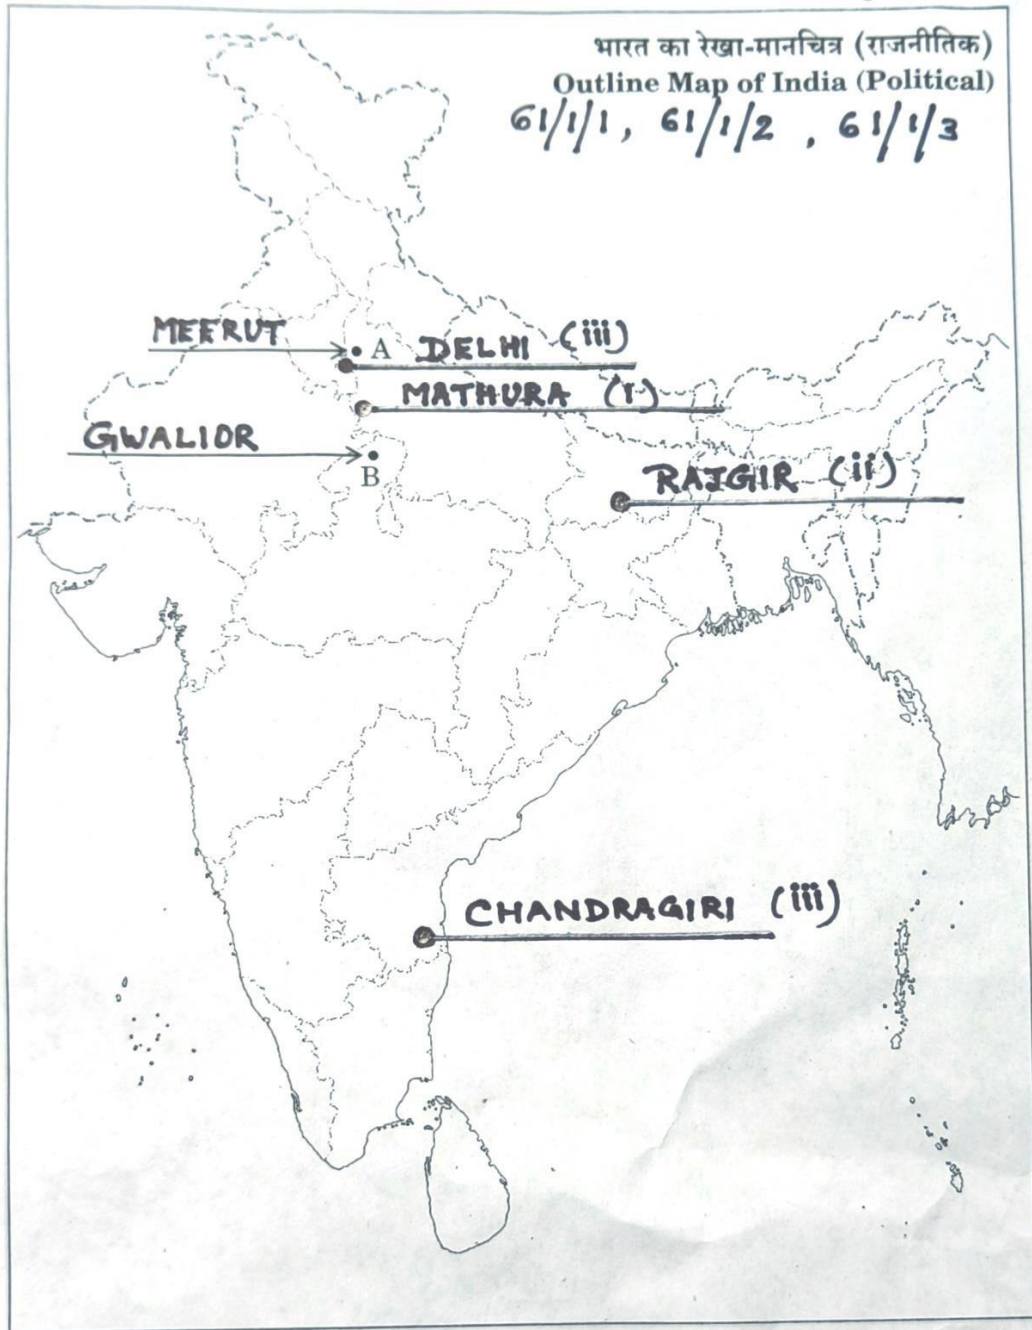 भारत का रेखा-मानचित्र (राजनीतिक)
Outline Map of India (Political)
61/1/1, 61/1/2, 61/1/3
MEERUT
A
DELHI (iii)
MATHURA (I)
GWALIOR
B
RAJGIR (ii)
CHANDRAGIRI (iii)